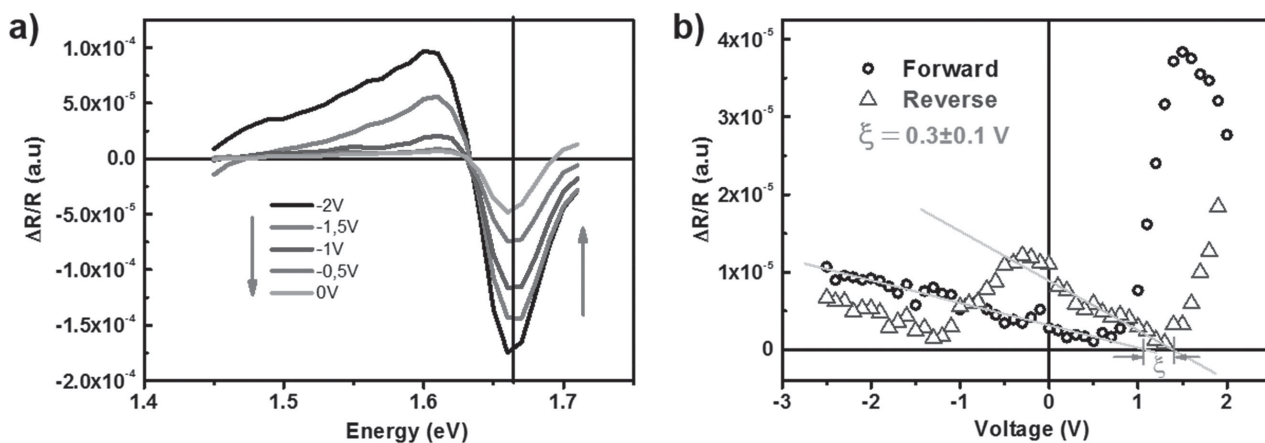 a)
ΔR/R (a.u)
1.0x10-4
5.0x10-5
0.0
-5.0x10-5
-1.0x10-4
-1.5x10-4
-2.0x10-4
-2V
-1,5V
-1V
-0,5V
0V
1.4 1.5 1.6 1.7
Energy (eV)
b)
ΔR/R (a.u)
4x10-5
3x10-5
2x10-5
1x10-5
0
Forward
Reverse
ξ = 0.3±0.1 V
ξ
-3 -2 -1 0 1 2
Voltage (V)